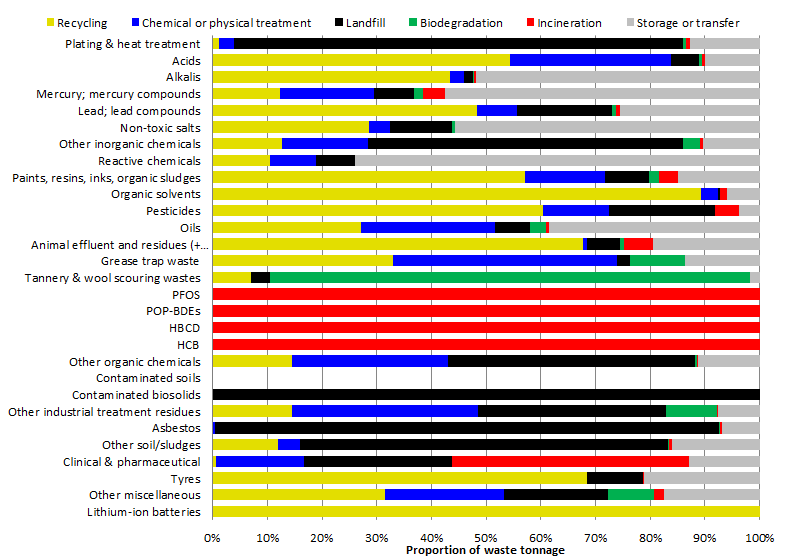 Recycling Chemical or physical treatment Landfill Biodegradation Incineration Storage or transfer
Plating & heat treatment
Acids
Alkalis
Mercury; mercury compounds
Lead; lead compounds
Non-toxic salts
Other inorganic chemicals
Reactive chemicals
Paints, resins, inks, organic sludges
Organic solvents
Pesticides
Oils
Animal effluent and residues (+...
Grease trap waste
Tannery & wool scouring wastes
PFOS
POP-BDEs
HBCD
HCB
Other organic chemicals
Contaminated soils
Contaminated biosolids
Other industrial treatment residues
Asbestos
Other soil/sludges
Clinical & pharmaceutical
Tyres
Other miscellaneous
Lithium-ion batteries
0% 10% 20% 30% 40% 50% 60% 70% 80% 90% 100%
Proportion of waste tonnage